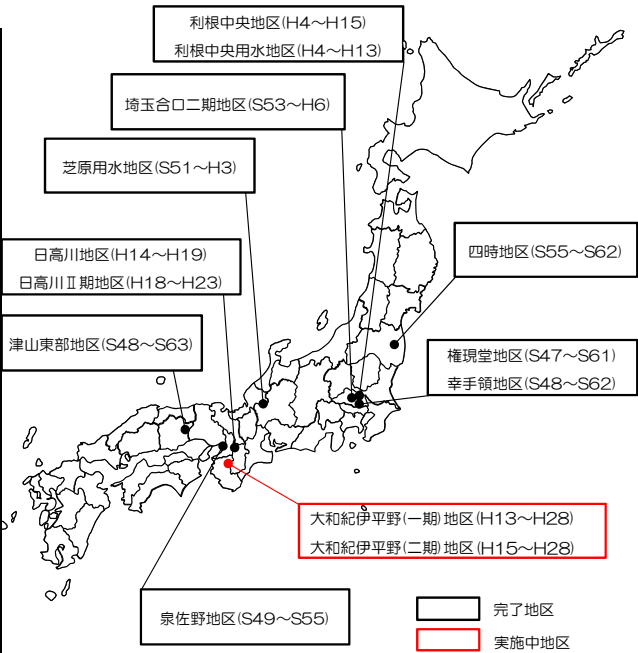 利根中央地区(H4～H15)
利根中央用水地区(H4～H13)
埼玉合口二期地区(S53～H6)
芝原用水地区(S51～H3)
日高川地区(H14～H19)
日高川Ⅱ期地区(H18～H23)
四時地区(S55～S62)
津山東部地区(S48～S63)
権現堂地区(S47～S61)
幸手領地区(S48～S62)
大和紀伊平野(一期)地区(H13～H28)
大和紀伊平野(二期)地区(H15～H28)
泉佐野地区(S49～S55)
完了地区
実施中地区